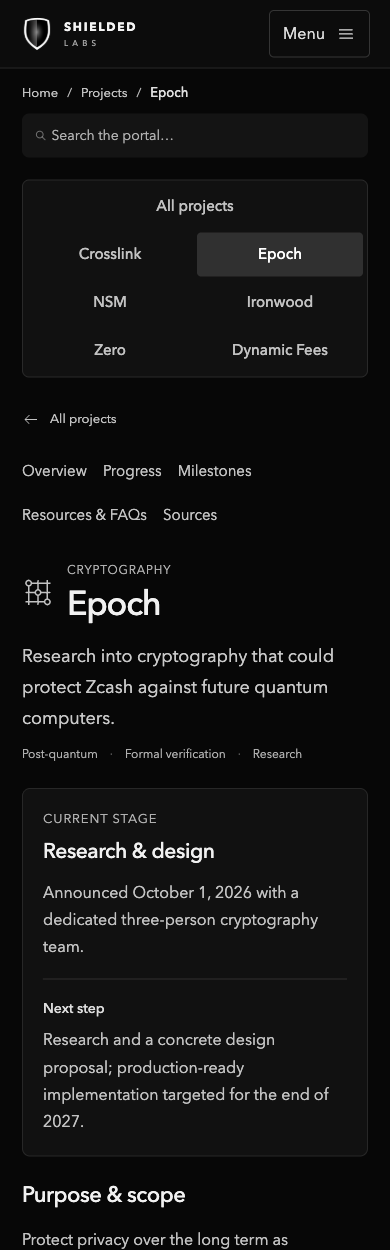 SHIELDED
LABS
Menu
Home / Projects / Epoch
Search the portal...
All projects
Crosslink
Epoch
NSM
Ironwood
Zero
Dynamic Fees
← All projects
Overview Progress Milestones
Resources & FAQs Sources
CRYPTOGRAPHY
Epoch
Research into cryptography that could
protect Zcash against future quantum
computers.
Post-quantum · Formal verification · Research
CURRENT STAGE
Research & design
Announced October 1, 2026 with a
dedicated three-person cryptography
team.
Next step
Research and a concrete design
proposal; production-ready
implementation targeted for the end of
2027.
Purpose & scope
Protect privacy over the long term as